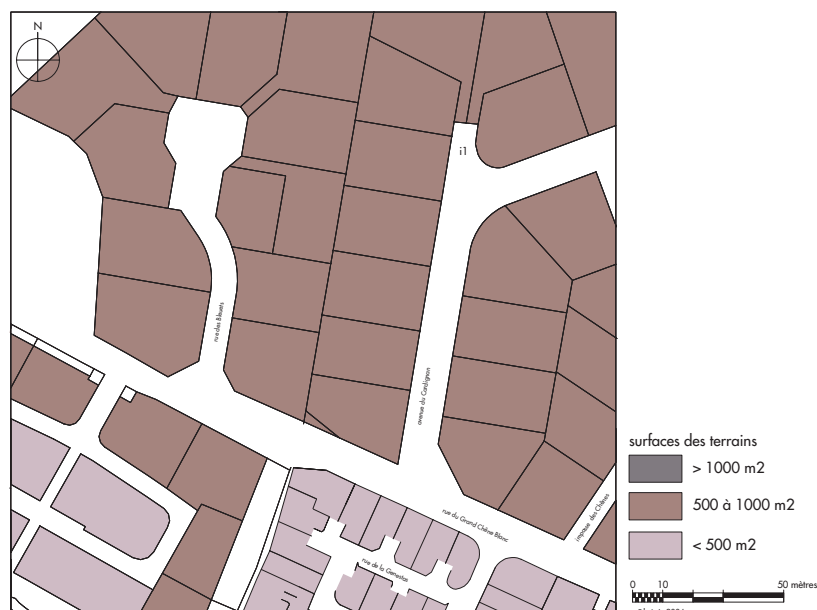 N
i1
rue des Bleuets
avenue du Cardignon
rue du Grand Chêne Blanc
impasse des Chênes
rue de la Genestas
surfaces des terrains
> 1000 m2
500 à 1000 m2
< 500 m2
0 10 50 mètres